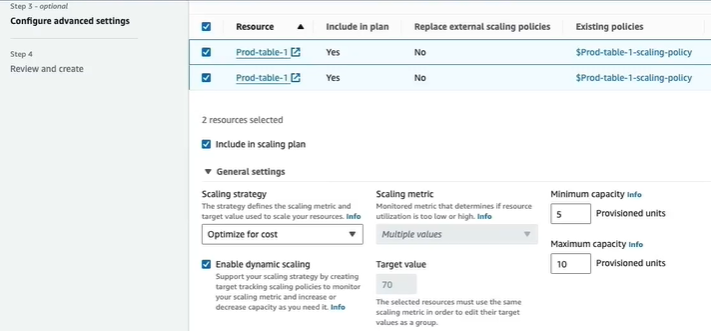 Step 3 - optional
Configure advanced settings
Step 4
Review and create
Resource Include in plan Replace external scaling policies Existing policies
Prod-table-1 Yes No $Prod-table-1-scaling-policy
Prod-table-1 Yes No $Prod-table-1-scaling-policy
2 resources selected
Include in scaling plan
General settings
Scaling strategy
The strategy defines the scaling metric and
target value used to scale your resources. Info
Optimize for cost
Enable dynamic scaling
Support your scaling strategy by creating
target tracking scaling policies to monitor
your scaling metric and increase or
decrease capacity as you need it. Info
Scaling metric
Monitored metric that determines if resource
utilization is too low or high. Info
Multiple values
Target value
70
The selected resources must use the same
scaling metric in order to edit their target
values as a group.
Minimum capacity Info
5 Provisioned units
Maximum capacity Info
10 Provisioned units